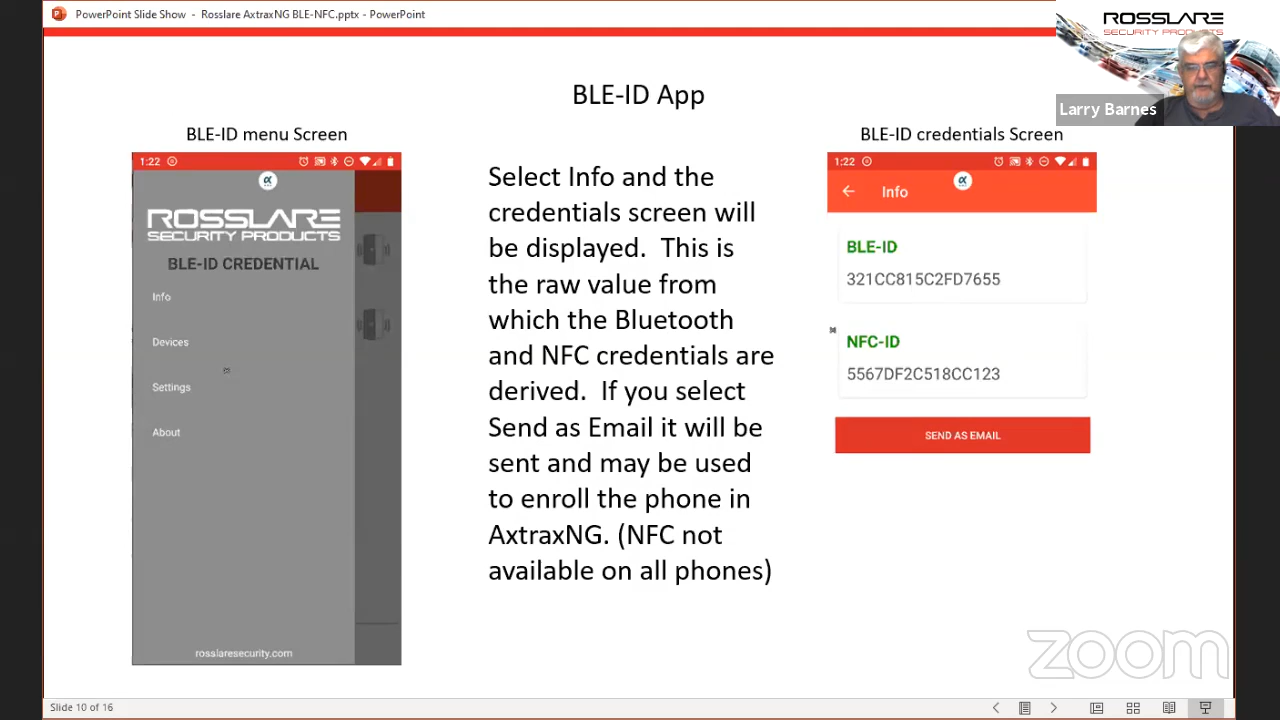 PowerPoint Slide Show - Rosslare AxtraxNG BLE-NFC.pptx - PowerPoint
ROSSLARE
SECURITY PRODUCTS
Larry Barnes
BLE-ID App
BLE-ID menu Screen
1:22
ROSSLARE
SECURITY PRODUCTS
BLE-ID CREDENTIAL
Info
Devices
Settings
About
rosslaresecurity.com
Select Info and the
credentials screen will
be displayed. This is
the raw value from
which the Bluetooth
and NFC credentials are
derived. If you select
Send as Email it will be
sent and may be used
to enroll the phone in
AxtraxNG. (NFC not
available on all phones)
BLE-ID credentials Screen
1:22
Info
BLE-ID
321CC815C2FD7655
NFC-ID
5567DF2C518CC123
SEND AS EMAIL
zoom
Slide 10 of 16